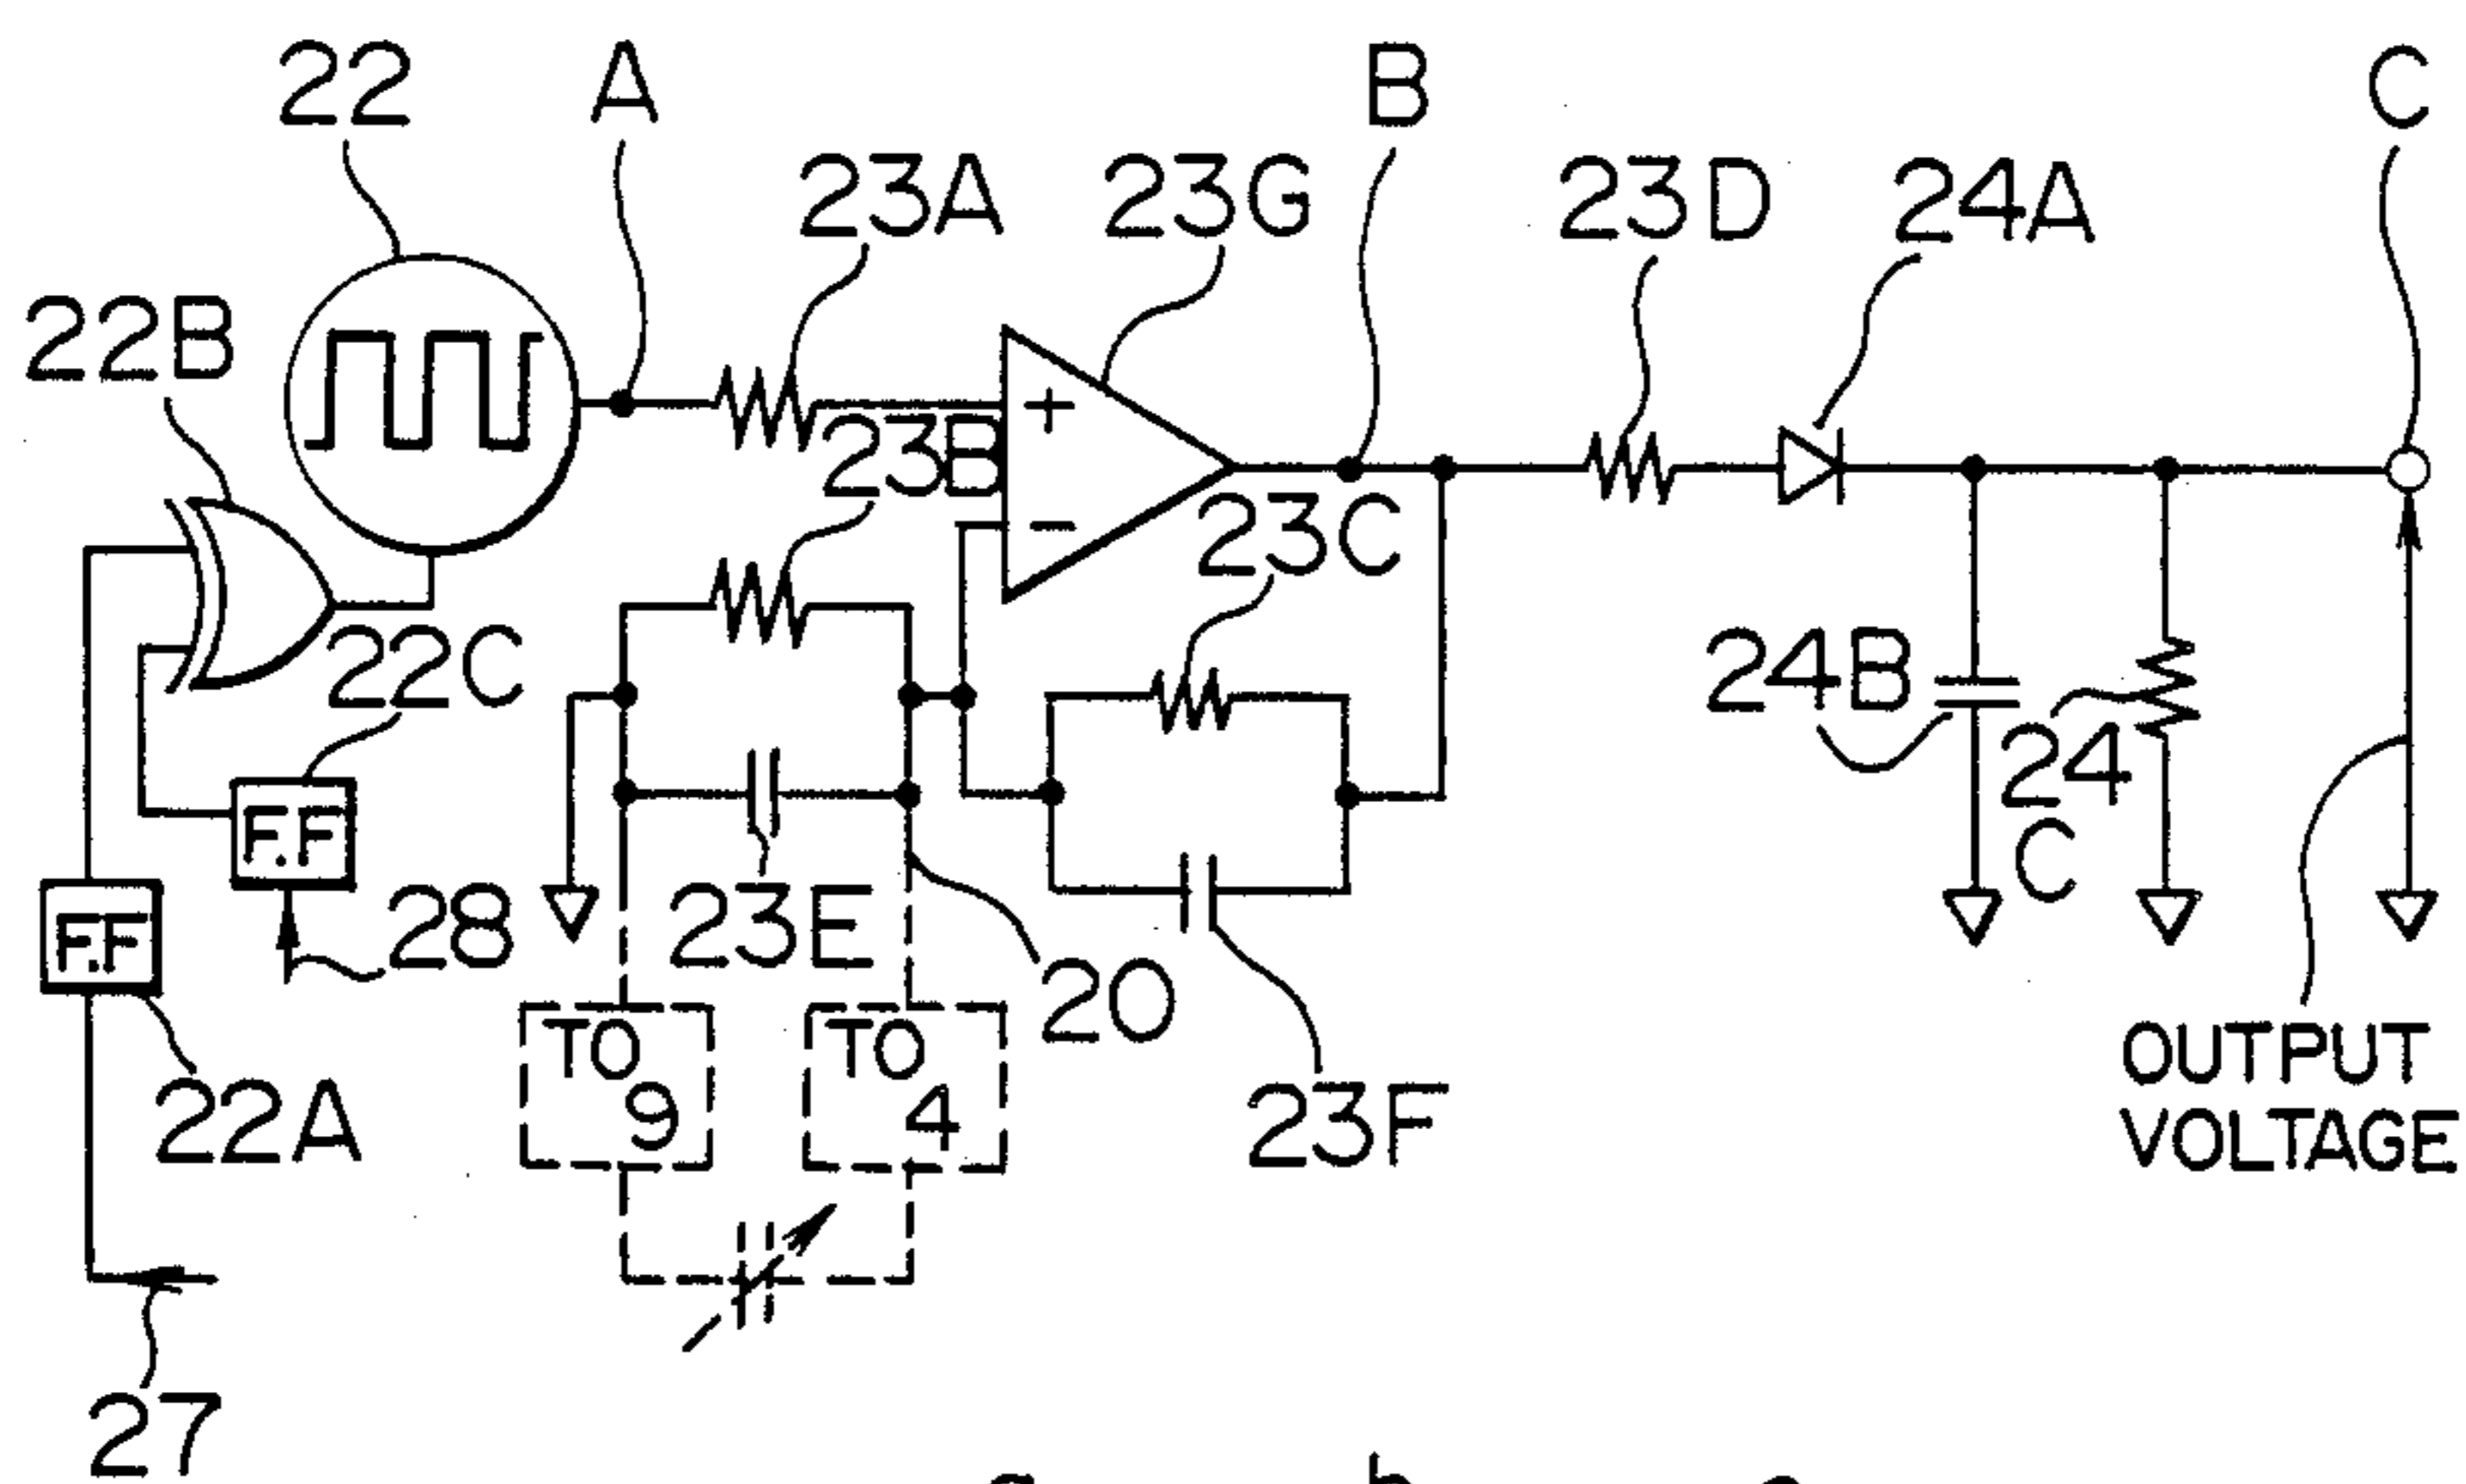 22
A
B
C
23A
23G
23D
24A
22B
+
23B
-
23C
22C
24B
24
C
F.F
28
23E
F.F
20
TO
9
TO
4
22A
23F
OUTPUT
VOLTAGE
27